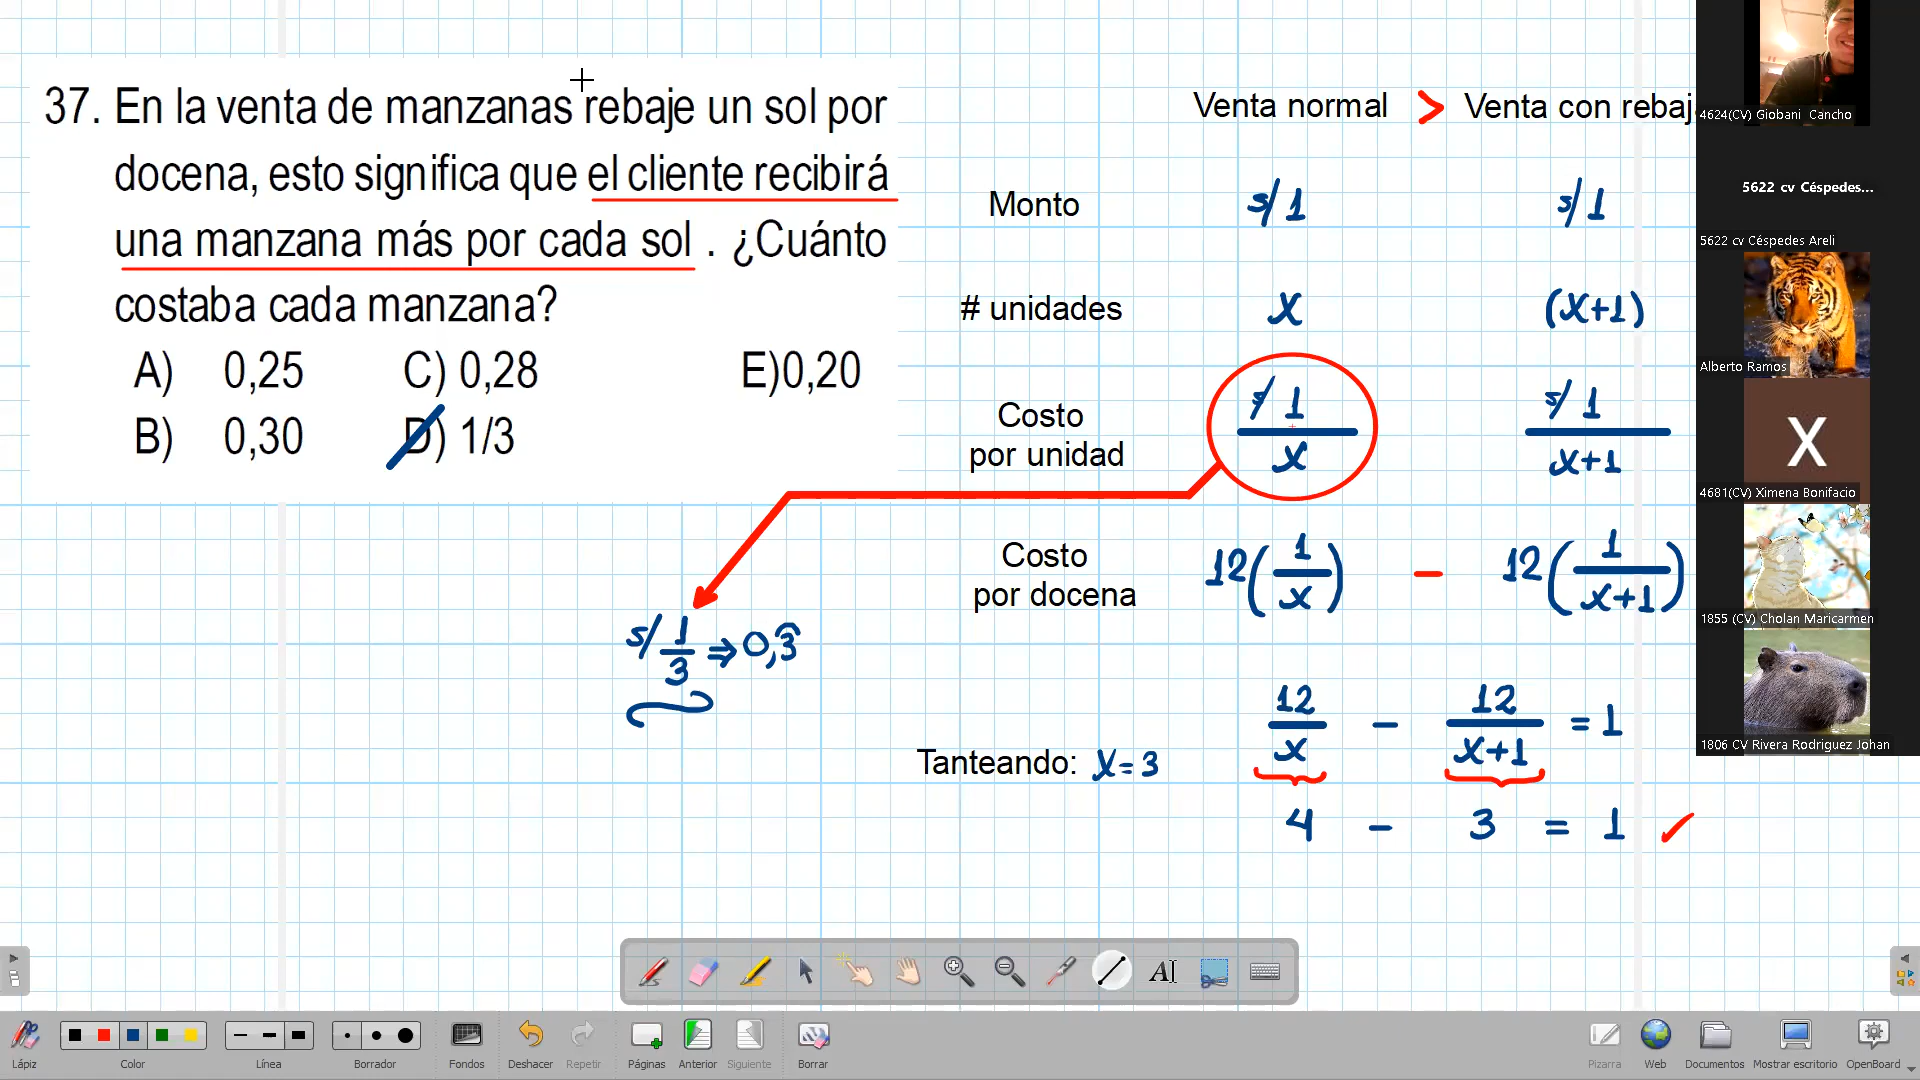 37. En la venta de manzanas rebaje un sol por
docena, esto significa que el cliente recibirá
una manzana más por cada sol . ¿Cuánto
costaba cada manzana?
A) 0,25 C) 0,28 E)0,20
B) 0,30 D) 1/3
Venta normal > Venta con rebaj
Monto s/ 1 s/ 1
# unidades x (x+1)
Costo
por unidad
s/ 1
x
s/ 1
x+1
Costo
por docena
12(1/x) - 12(1/x+1)
s/ 1/3 ⇒ 0,3̂
12/x - 12/x+1 = 1
Tanteando: x=3
4 - 3 = 1 ✓
4624(CV) Giobani Cancho
5622 cv Céspedes...
5622 cv Céspedes Areli
Alberto Ramos
X
4681(CV) Ximena Bonifacio
1855 (CV) Cholan Maricarmen
1806 CV Rivera Rodriguez Johan
AI
Lápiz Color Línea Borrador Fondos Deshacer Repetir Páginas Anterior Siguiente Borrar Pizarra Web Documentos Mostrar escritorio OpenBoard